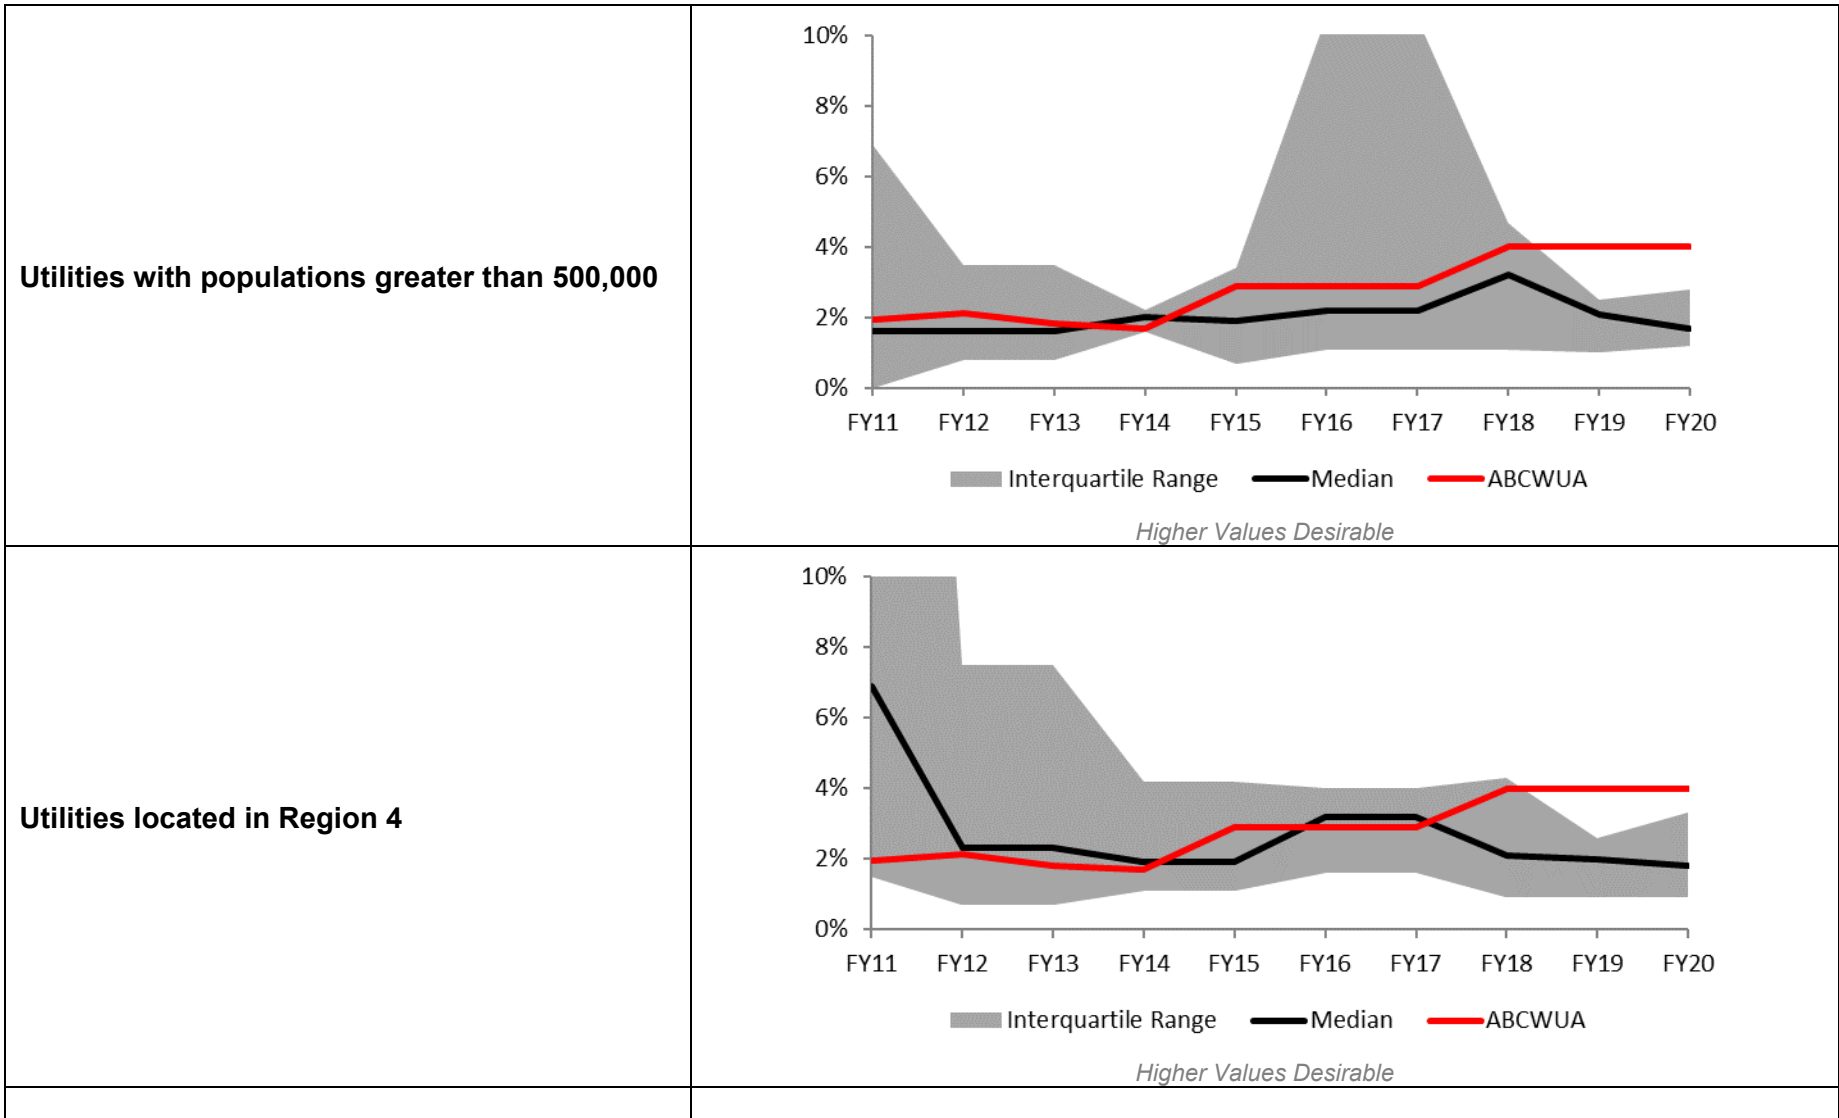 Utilities with populations greater than 500,000
10%
8%
6%
4%
2%
0%
FY11 FY12 FY13 FY14 FY15 FY16 FY17 FY18 FY19 FY20
Interquartile Range Median ABCWUA
Higher Values Desirable
Utilities located in Region 4
10%
8%
6%
4%
2%
0%
FY11 FY12 FY13 FY14 FY15 FY16 FY17 FY18 FY19 FY20
Interquartile Range Median ABCWUA
Higher Values Desirable